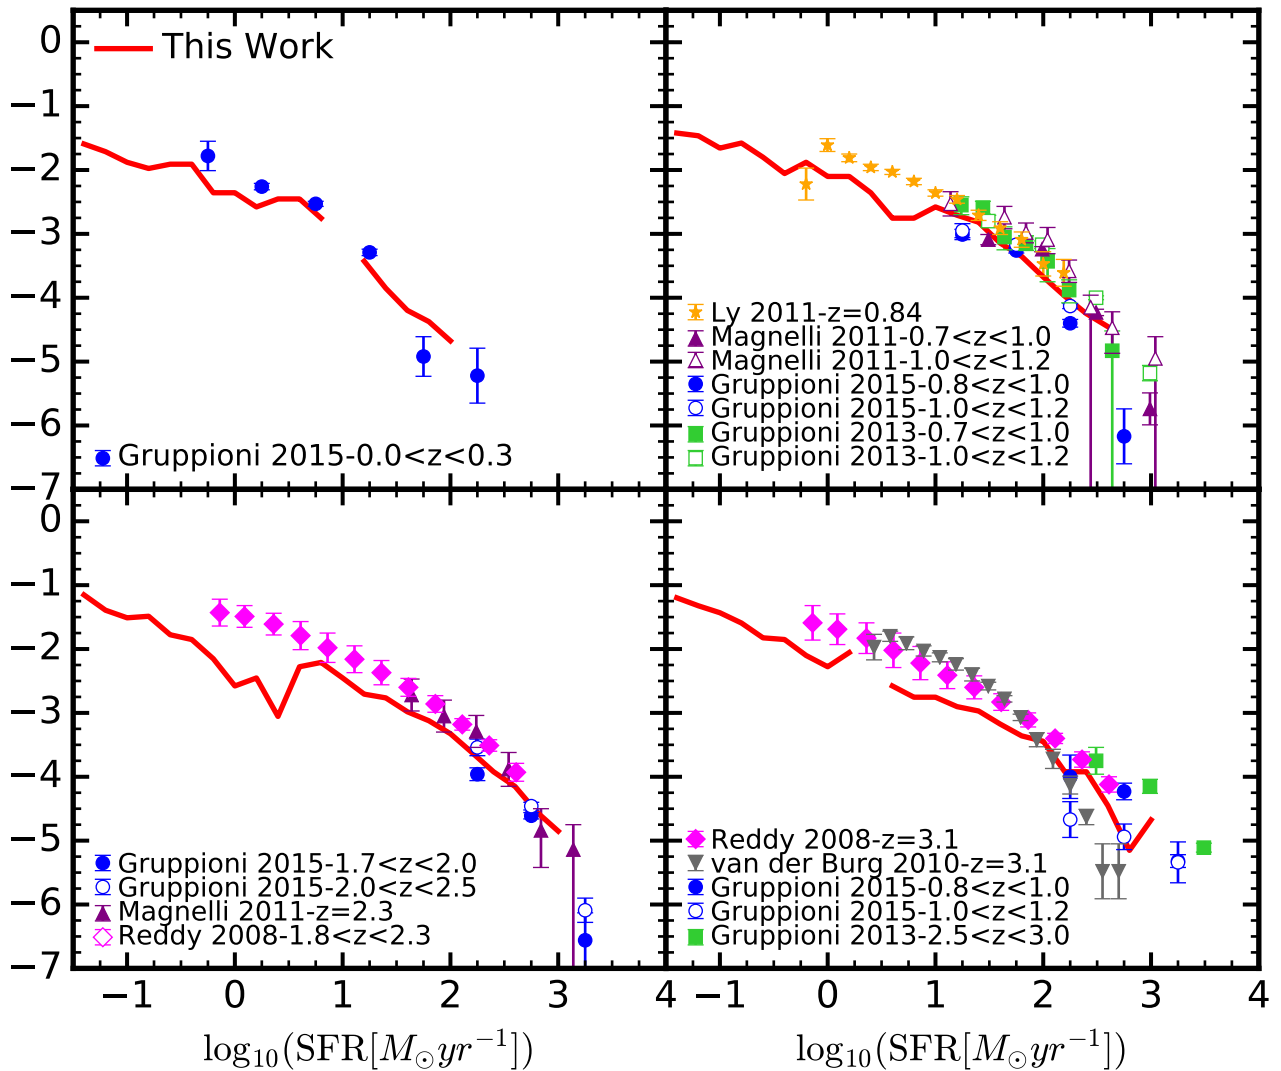 This Work
0
−1
−2
−3
−4
−5
−6
−7
Gruppioni 2015-0.0<z<0.3
Ly 2011-z=0.84
Magnelli 2011-0.7<z<1.0
Magnelli 2011-1.0<z<1.2
Gruppioni 2015-0.8<z<1.0
Gruppioni 2015-1.0<z<1.2
Gruppioni 2013-0.7<z<1.0
Gruppioni 2013-1.0<z<1.2
0
−1
−2
−3
−4
−5
−6
−7
Gruppioni 2015-1.7<z<2.0
Gruppioni 2015-2.0<z<2.5
Magnelli 2011-z=2.3
Reddy 2008-1.8<z<2.3
Reddy 2008-z=3.1
van der Burg 2010-z=3.1
Gruppioni 2015-0.8<z<1.0
Gruppioni 2015-1.0<z<1.2
Gruppioni 2013-2.5<z<3.0
−1 0 1 2 3 4 −1 0 1 2 3 4
log₁₀(SFR[M⊙yr⁻¹]) log₁₀(SFR[M⊙yr⁻¹])